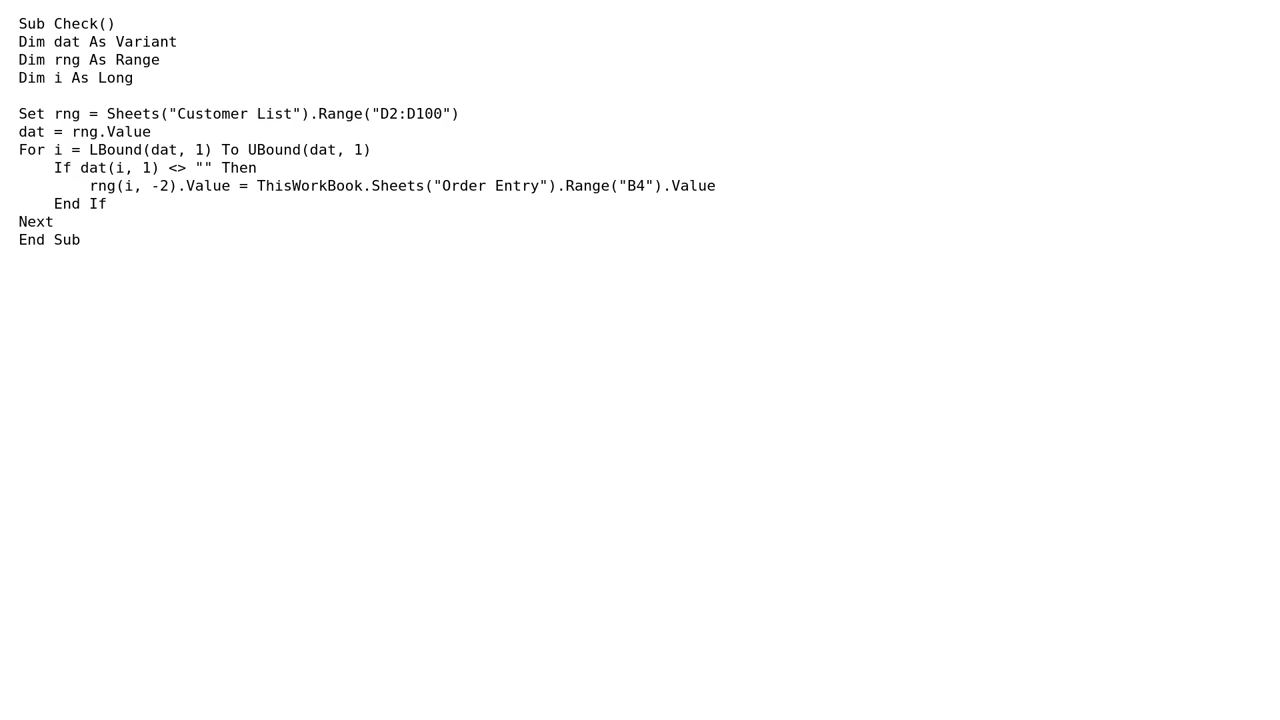 Sub Check()
Dim dat As Variant
Dim rng As Range
Dim i As Long

Set rng = Sheets("Customer List").Range("D2:D100")
dat = rng.Value
For i = LBound(dat, 1) To UBound(dat, 1)
    If dat(i, 1) <> "" Then
        rng(i, -2).Value = ThisWorkBook.Sheets("Order Entry").Range("B4").Value
    End If
Next
End Sub